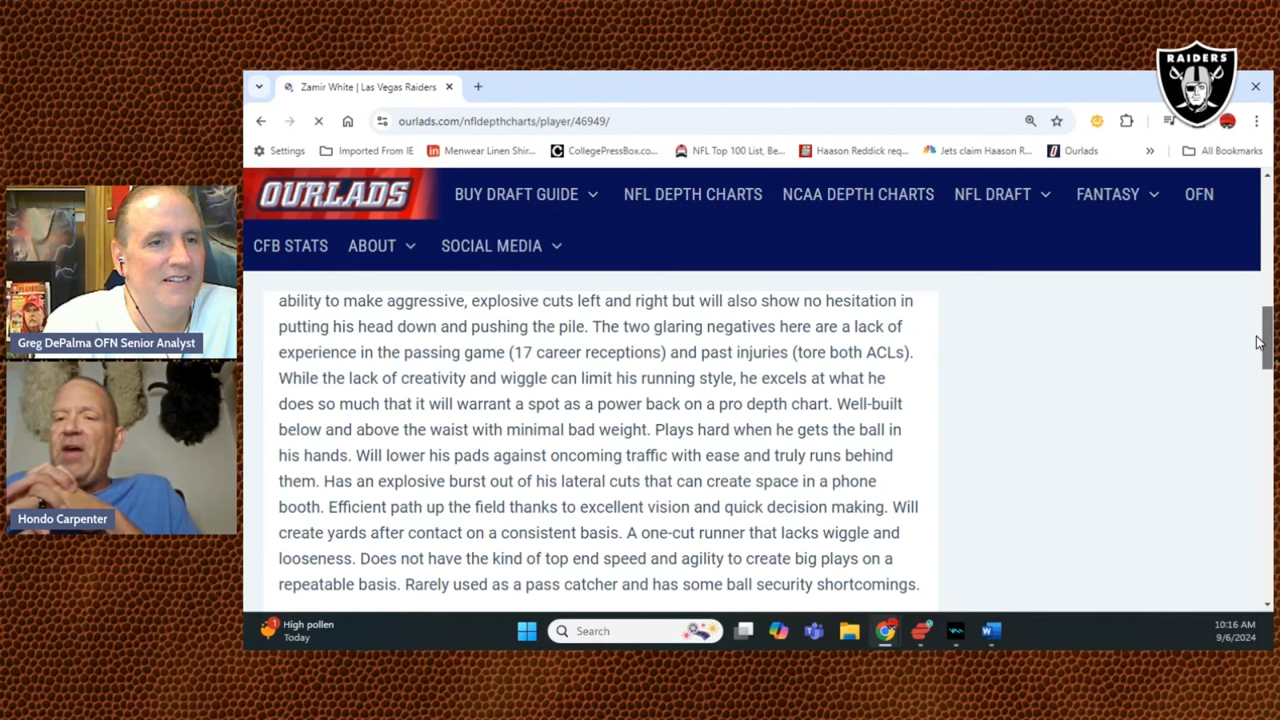 RAIDERS
Zamir White | Las Vegas Raiders
ourlads.com/nfldepthcharts/player/46949/
Settings
Imported From IE
Menwear Linen Shir...
CollegePressBox.co...
NFL Top 100 List, Be...
Haason Reddick req...
Jets claim Haason R...
Ourlads
All Bookmarks
OURLADS
BUY DRAFT GUIDE
NFL DEPTH CHARTS
NCAA DEPTH CHARTS
NFL DRAFT
FANTASY
OFN
CFB STATS
ABOUT
SOCIAL MEDIA
ability to make aggressive, explosive cuts left and right but will also show no hesitation in
putting his head down and pushing the pile. The two glaring negatives here are a lack of
experience in the passing game (17 career receptions) and past injuries (tore both ACLs).
While the lack of creativity and wiggle can limit his running style, he excels at what he
does so much that it will warrant a spot as a power back on a pro depth chart. Well-built
below and above the waist with minimal bad weight. Plays hard when he gets the ball in
his hands. Will lower his pads against oncoming traffic with ease and truly runs behind
them. Has an explosive burst out of his lateral cuts that can create space in a phone
booth. Efficient path up the field thanks to excellent vision and quick decision making. Will
create yards after contact on a consistent basis. A one-cut runner that lacks wiggle and
looseness. Does not have the kind of top end speed and agility to create big plays on a
repeatable basis. Rarely used as a pass catcher and has some ball security shortcomings.
Greg DePalma OFN Senior Analyst
Hondo Carpenter
1
High pollen
Today
Search
10:16 AM
9/6/2024